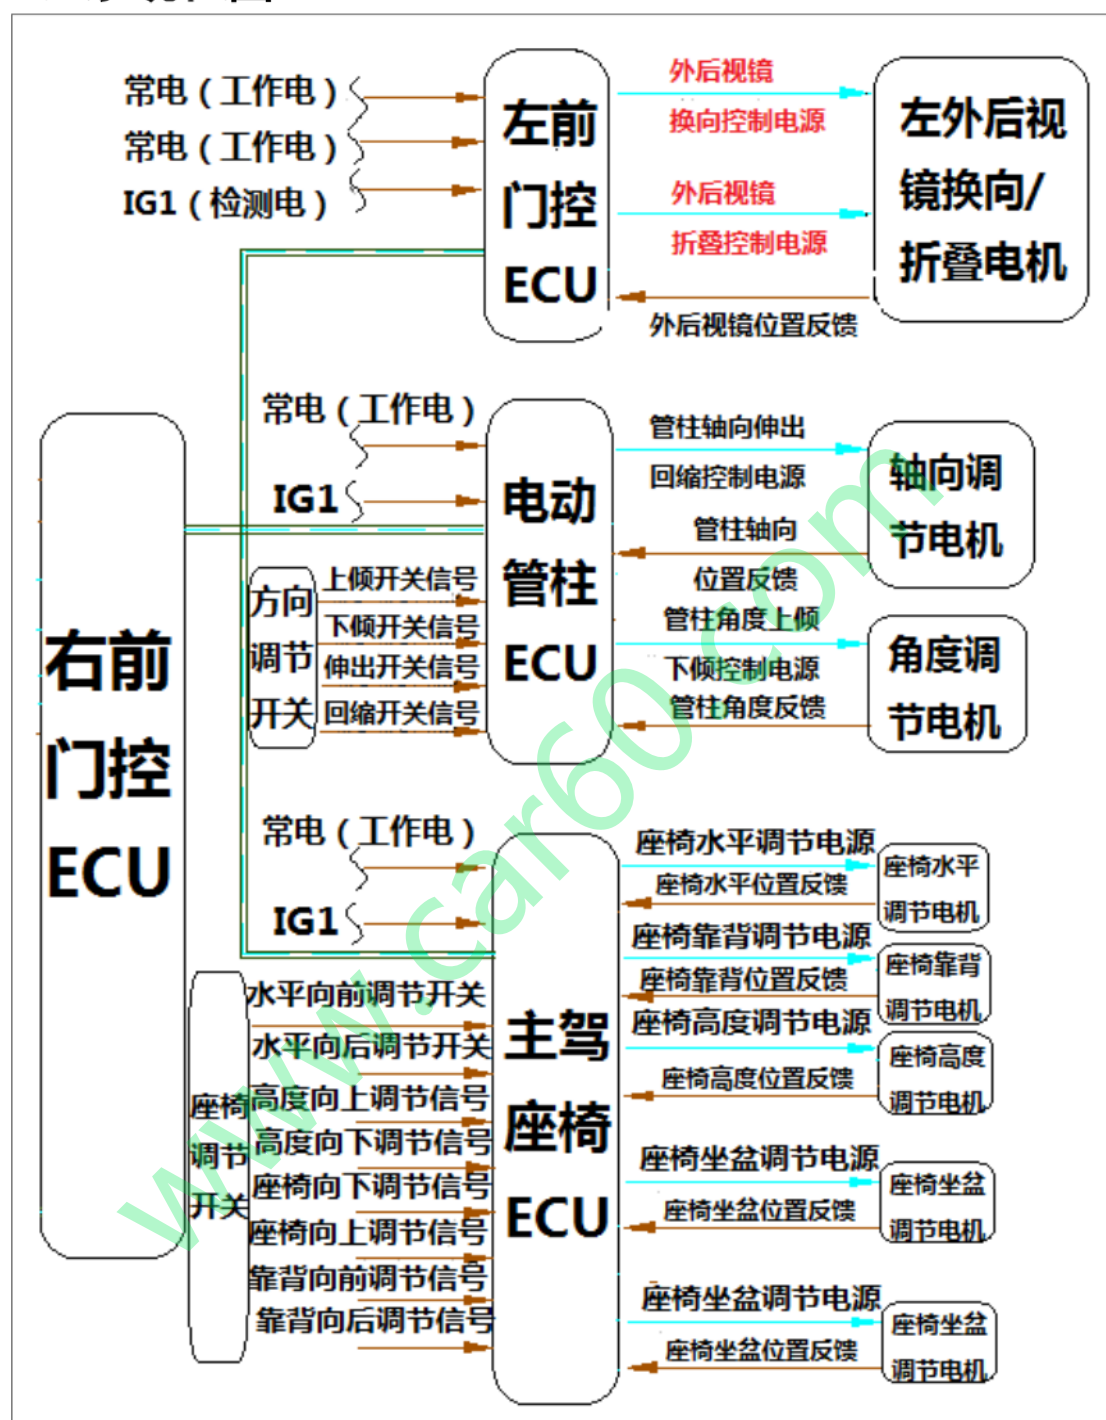 常电（工作电）
常电（工作电）
IG1（检测电）
左前
门控
ECU
外后视镜
换向控制电源
外后视镜
折叠控制电源
外后视镜位置反馈
左外后视
镜换向/
折叠电机
右前
门控
ECU
常电（工作电）
IG1
方向
调节
开关
上倾开关信号
下倾开关信号
伸出开关信号
回缩开关信号
电动
管柱
ECU
管柱轴向伸出
回缩控制电源
管柱轴向
位置反馈
管柱角度上倾
下倾控制电源
管柱角度反馈
轴向调
节电机
角度调
节电机
常电（工作电）
IG1
座椅
调节
开关
水平向前调节开关
水平向后调节开关
高度向上调节信号
高度向下调节信号
座椅向下调节信号
座椅向上调节信号
靠背向前调节信号
靠背向后调节信号
主驾
座椅
ECU
座椅水平调节电源
座椅水平位置反馈
座椅靠背调节电源
座椅靠背位置反馈
座椅高度调节电源
座椅高度位置反馈
座椅坐盆调节电源
座椅坐盆位置反馈
座椅坐盆调节电源
座椅坐盆位置反馈
座椅水平
调节电机
座椅靠背
调节电机
座椅高度
调节电机
座椅坐盆
调节电机
座椅坐盆
调节电机
www.car60.com